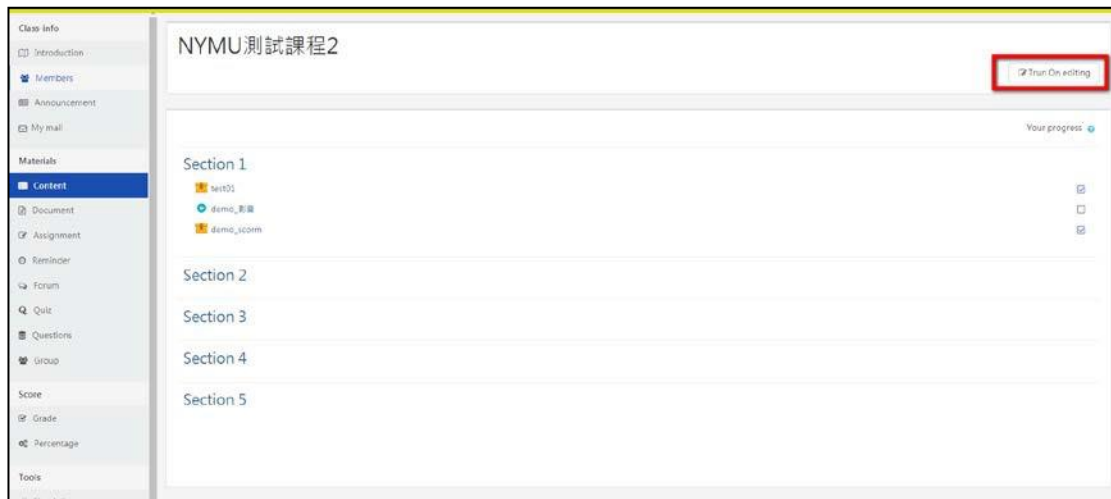 Class info
Introduction
Members
Announcement
My mail
Materials
Content
Document
Assignment
Reminder
Forum
Quiz
Questions
Group
Score
Grade
Percentage
Tools
NYMU測試課程2
Trun On editing
Your progress
Section 1
test01
demo_影音
demo_scorm
Section 2
Section 3
Section 4
Section 5